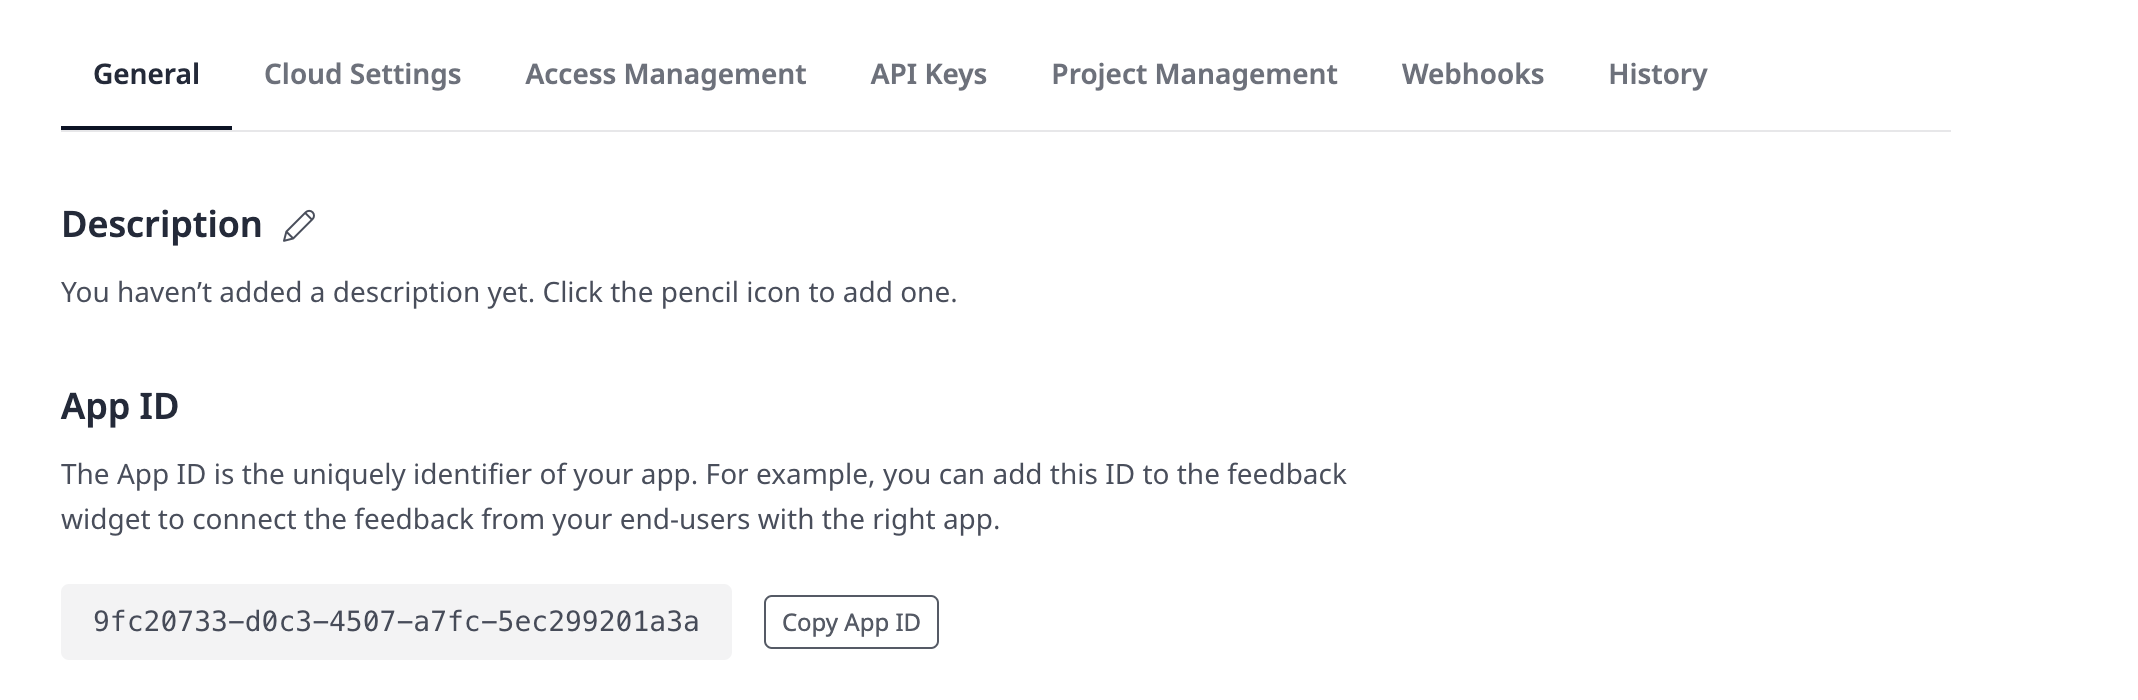 General Cloud Settings Access Management API Keys Project Management Webhooks History
Description
You haven’t added a description yet. Click the pencil icon to add one.
App ID
The App ID is the uniquely identifier of your app. For example, you can add this ID to the feedback
widget to connect the feedback from your end-users with the right app.
9fc20733-d0c3-4507-a7fc-5ec299201a3a Copy App ID